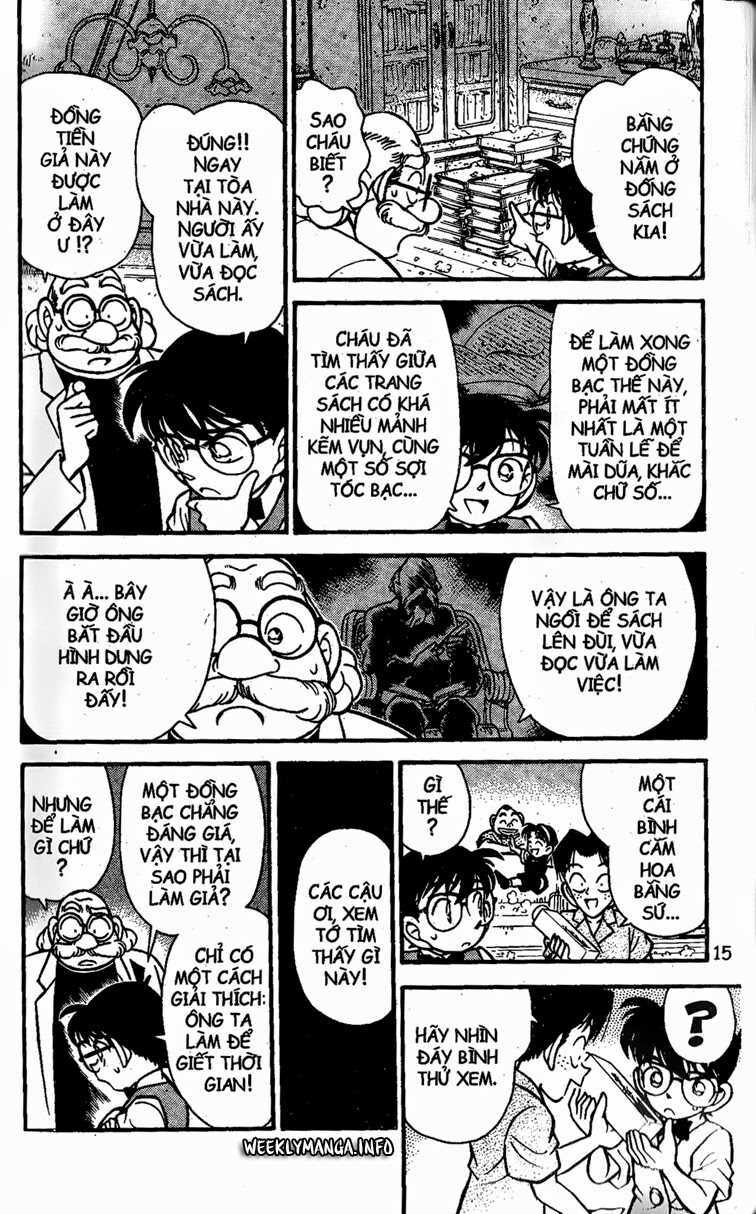 ĐỒNG
TIỀN
GIẢ NÀY
ĐƯỢC
LÀM
Ở ĐÂY
Ư !?
ĐÚNG!!
NGAY
TẠI TÒA
NHÀ NÀY.
NGƯỜI ẤY
VỪA LÀM,
VỪA ĐỌC
SÁCH.
SAO
CHÁU
BIẾT
?
BẰNG
CHỨNG
NẰM Ở
ĐỐNG
SÁCH
KIA!
CHÁU ĐÃ
TÌM THẤY GIỮA
CÁC TRANG
SÁCH CÓ KHÁ
NHIỀU MẢNH
KẼM VỤN, CÙNG
MỘT SỐ SỢI
TÓC BẠC...
ĐỂ LÀM XONG
MỘT ĐỒNG
BẠC THẾ NÀY,
PHẢI MẤT ÍT
NHẤT LÀ MỘT
TUẦN LỄ ĐỂ
MÀI DŨA, KHẮC
CHỮ SỐ...
À À... BÂY
GIỜ ÔNG
BẮT ĐẦU
HÌNH DUNG
RA RỒI
ĐẤY!
VẬY LÀ ÔNG TA
NGỒI ĐỂ SÁCH
LÊN ĐÙI, VỪA
ĐỌC VỪA LÀM
VIỆC!
NHƯNG
ĐỂ LÀM
GÌ CHỨ
?
MỘT ĐỒNG
BẠC CHẲNG
ĐÁNG GIÁ,
VẬY THÌ TẠI
SAO PHẢI
LÀM GIẢ?
CHỈ CÓ
MỘT CÁCH
GIẢI THÍCH:
ÔNG TA
LÀM ĐỂ
GIẾT THỜI
GIAN!
CÁC CẬU
ƠI, XEM
TỚ TÌM
THẤY GÌ
NÀY!
GÌ
THẾ
?
MỘT
CÁI
BÌNH
CẮM
HOA
BẰNG
SỨ...
15
HÃY NHÌN
ĐÁY BÌNH
THỬ XEM.
?
WEEKLYMANGA.INFO